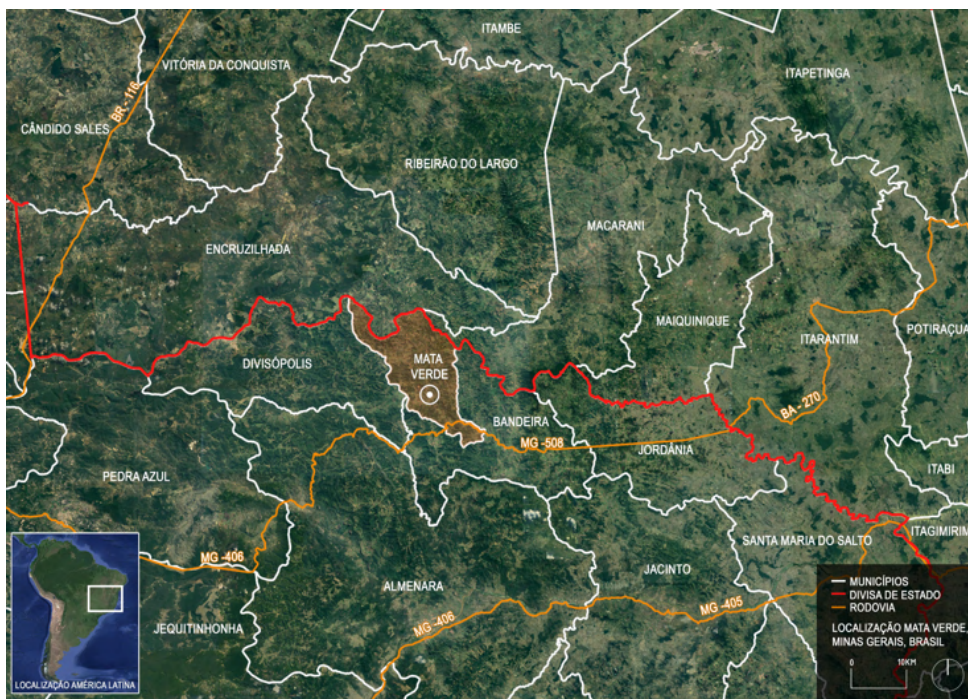 ITAMBE
VITÓRIA DA CONQUISTA
ITAPETINGA
BR - 116
CÂNDIDO SALES
RIBEIRÃO DO LARGO
MACARANI
ENCRUZILHADA
MAIQUINIQUE
ITARANTIM
POTIRAÇUA
DIVISÓPOLIS
MATA
VERDE
BANDEIRA
BA - 270
MG -508
JORDÂNIA
PEDRA AZUL
ITABI
ITAGIMIRIM
SANTA MARIA DO SALTO
MG -406
ALMENARA
JACINTO
MG -405
MG -406
JEQUITINHONHA
MUNICÍPIOS
DIVISA DE ESTADO
RODOVIA
LOCALIZAÇÃO MATA VERDE,
MINAS GERAIS, BRASIL
0 10KM
LOCALIZAÇÃO AMÉRICA LATINA